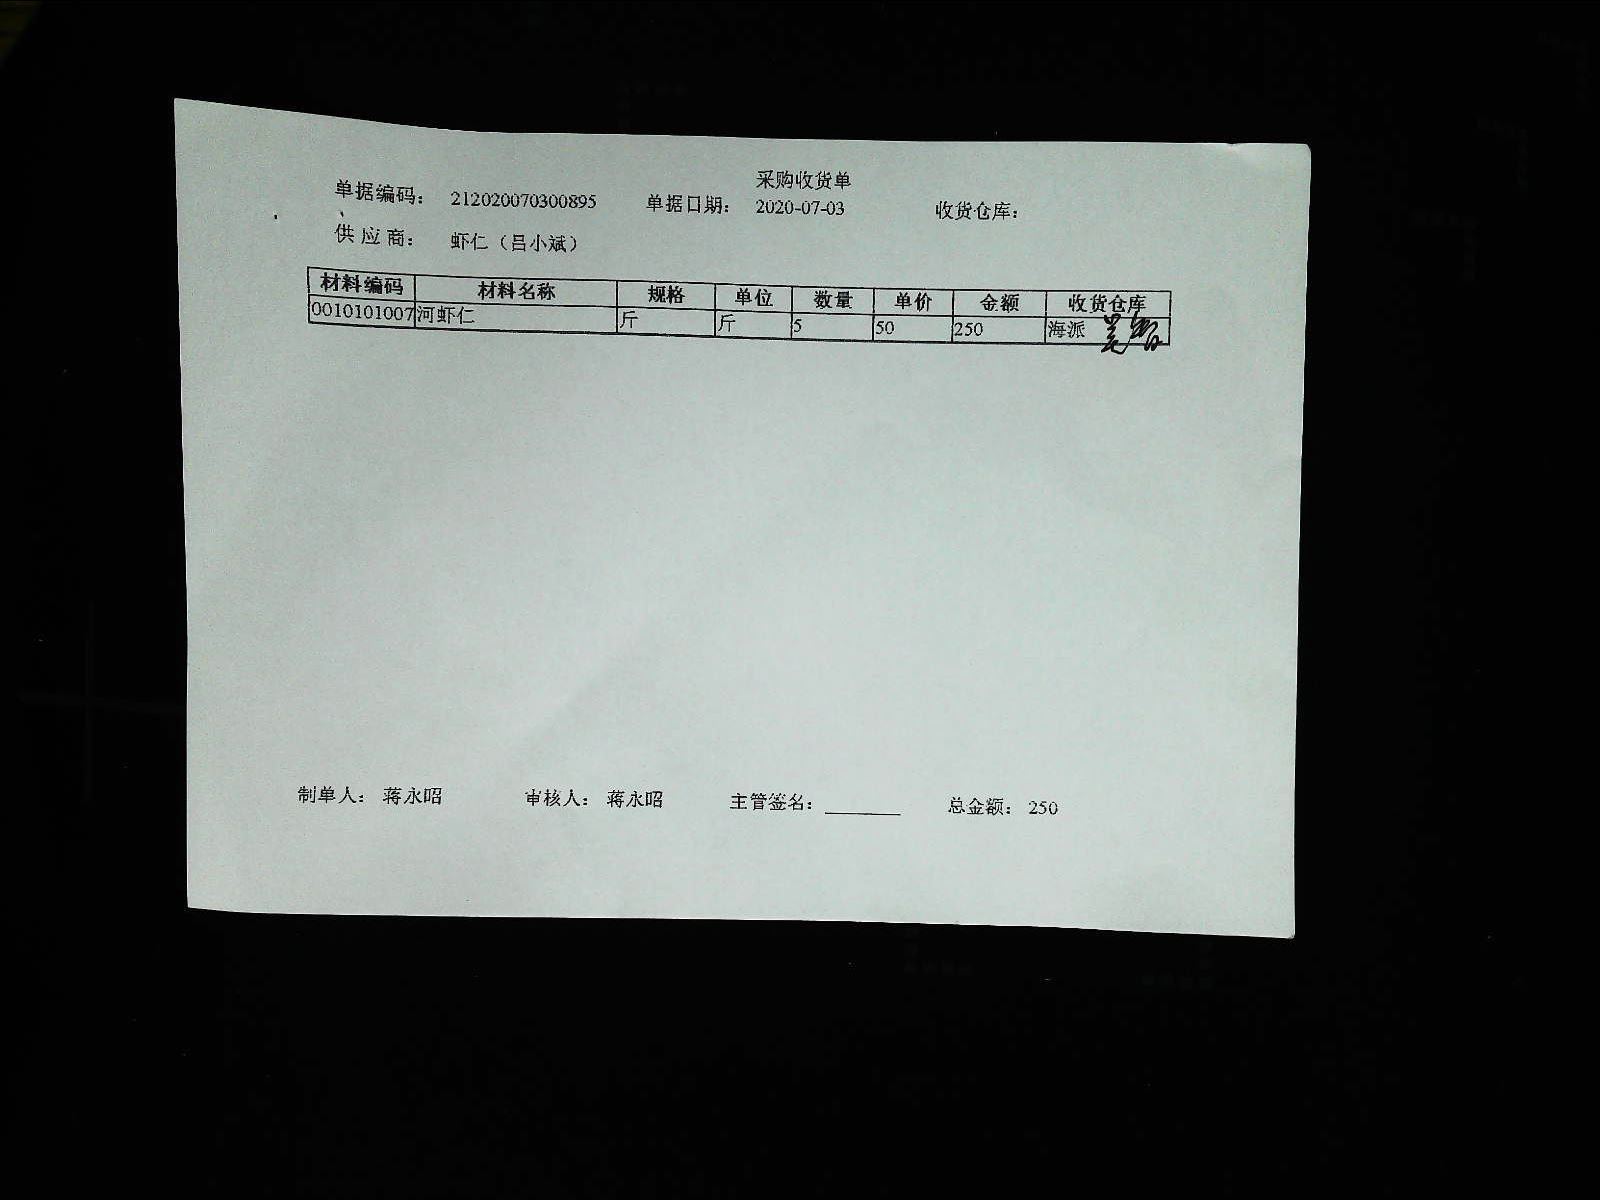 采购收货单
单据编码： 212020070300895 单据日期： 2020-07-03 收货仓库：
供应商： 虾仁（吕小斌）
材料编码 材料名称 规格 单位 数量 单价 金额 收货仓库
0010101007 河虾仁 斤 斤 5 50 250 海派
制单人： 蒋永昭 审核人： 蒋永昭 主管签名： 总金额： 250